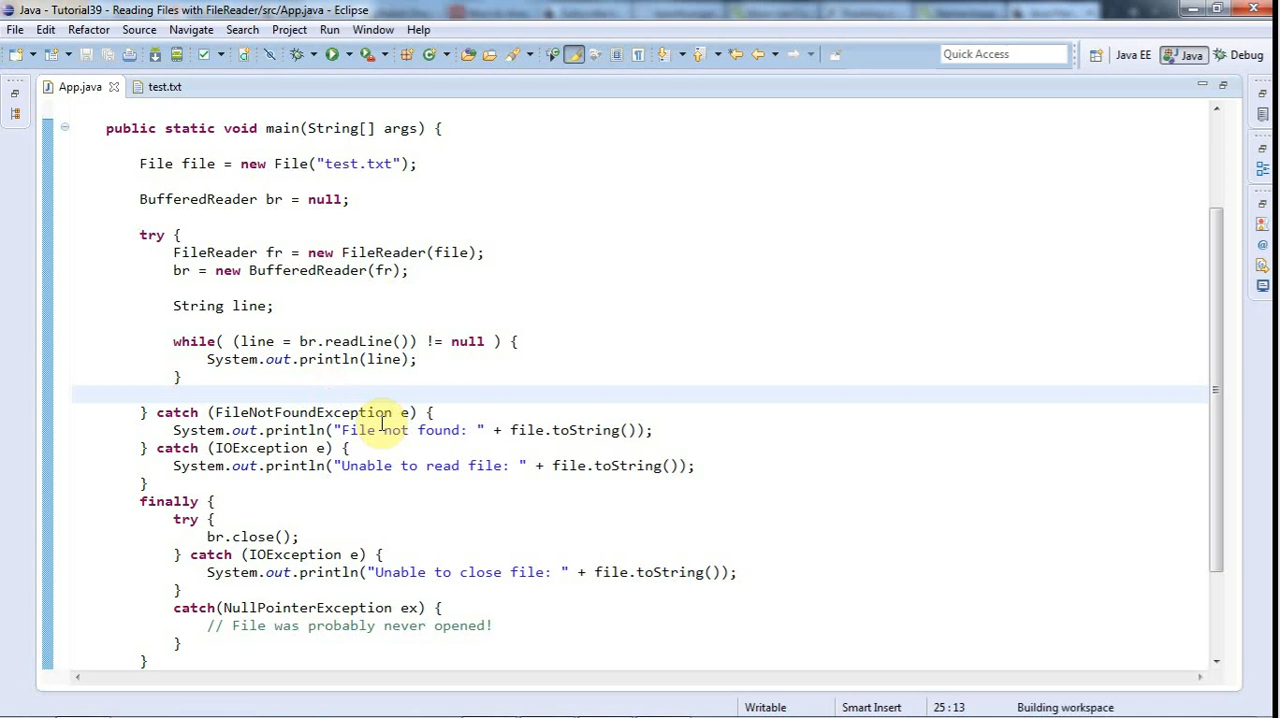 Java - Tutorial39 - Reading Files with FileReader/src/App.java - Eclipse
File Edit Refactor Source Navigate Search Project Run Window Help
Quick Access Java EE Java Debug
App.java test.txt
public static void main(String[] args) {
File file = new File("test.txt");
BufferedReader br = null;
try {
FileReader fr = new FileReader(file);
br = new BufferedReader(fr);
String line;
while( (line = br.readLine()) != null ) {
System.out.println(line);
}
} catch (FileNotFoundException e) {
System.out.println("File not found: " + file.toString());
} catch (IOException e) {
System.out.println("Unable to read file: " + file.toString());
}
finally {
try {
br.close();
} catch (IOException e) {
System.out.println("Unable to close file: " + file.toString());
}
catch(NullPointerException ex) {
// File was probably never opened!
}
}
Writable Smart Insert 25 : 13 Building workspace